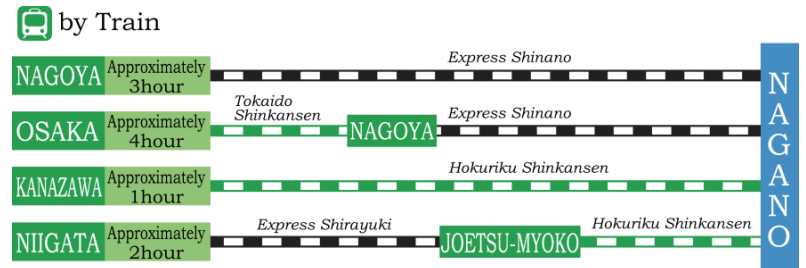 by Train
NAGOYA Approximately 3hour Express Shinano
OSAKA Approximately 4hour Tokaido Shinkansen NAGOYA Express Shinano
KANAZAWA Approximately 1hour Hokuriku Shinkansen
NIIGATA Approximately 2hour Express Shirayuki JOETSU-MYOKO Hokuriku Shinkansen
NAGANO